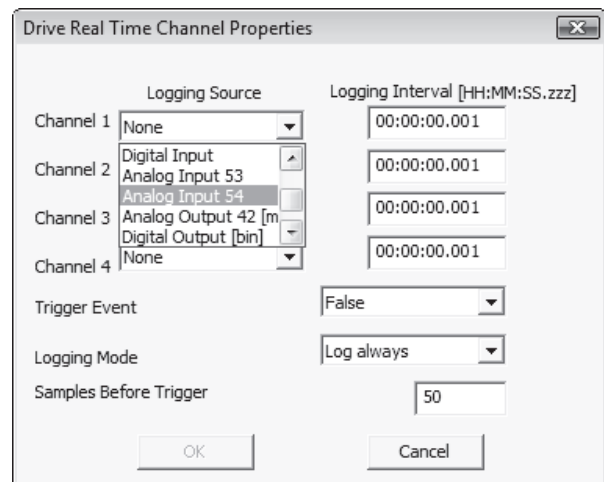 Drive Real Time Channel Properties
Logging Source
Logging Interval [HH:MM:SS.zzz]
Channel 1
None
00:00:00.001
Digital Input
Analog Input 53
Channel 2
00:00:00.001
Analog Input 54
Channel 3
Analog Output 42 [m
00:00:00.001
Digital Output [bin]
Channel 4
None
00:00:00.001
Trigger Event
False
Logging Mode
Log always
Samples Before Trigger
50
OK
Cancel